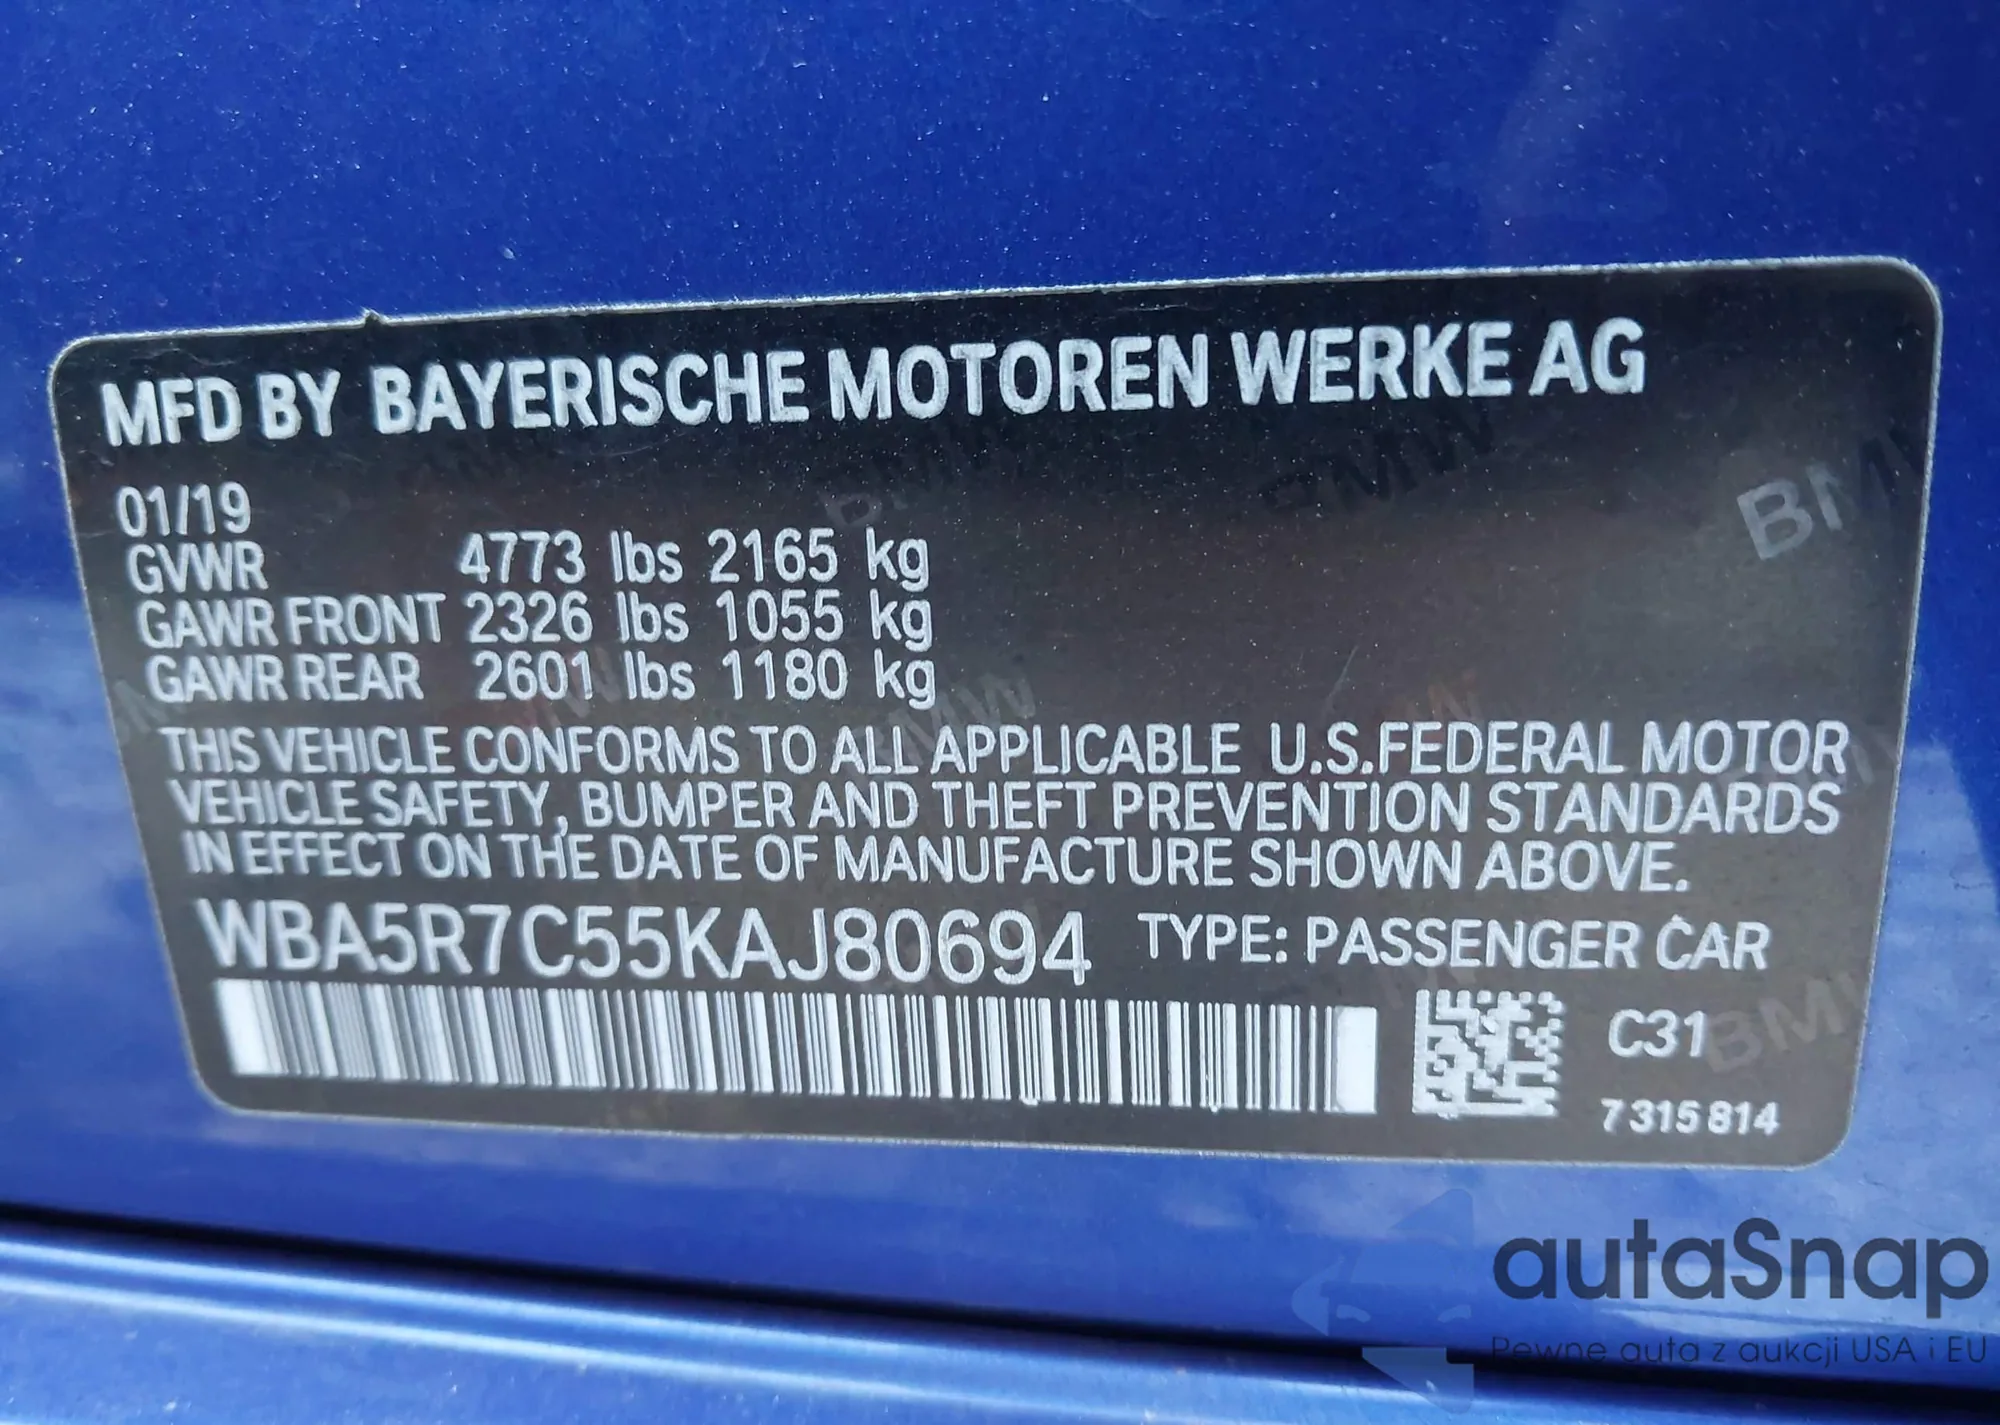 MFD BY BAYERISCHE MOTOREN WERKE AG
01/19
GVWR 4773 lbs 2165 kg
GAWR FRONT 2326 lbs 1055 kg
GAWR REAR 2601 lbs 1180 kg
THIS VEHICLE CONFORMS TO ALL APPLICABLE U.S.FEDERAL MOTOR
VEHICLE SAFETY, BUMPER AND THEFT PREVENTION STANDARDS
IN EFFECT ON THE DATE OF MANUFACTURE SHOWN ABOVE.
WBA5R7C55KAJ80694 TYPE: PASSENGER CAR
C31
7315814
BMW
autaSnap
Pewne auta z aukcji USA i EU